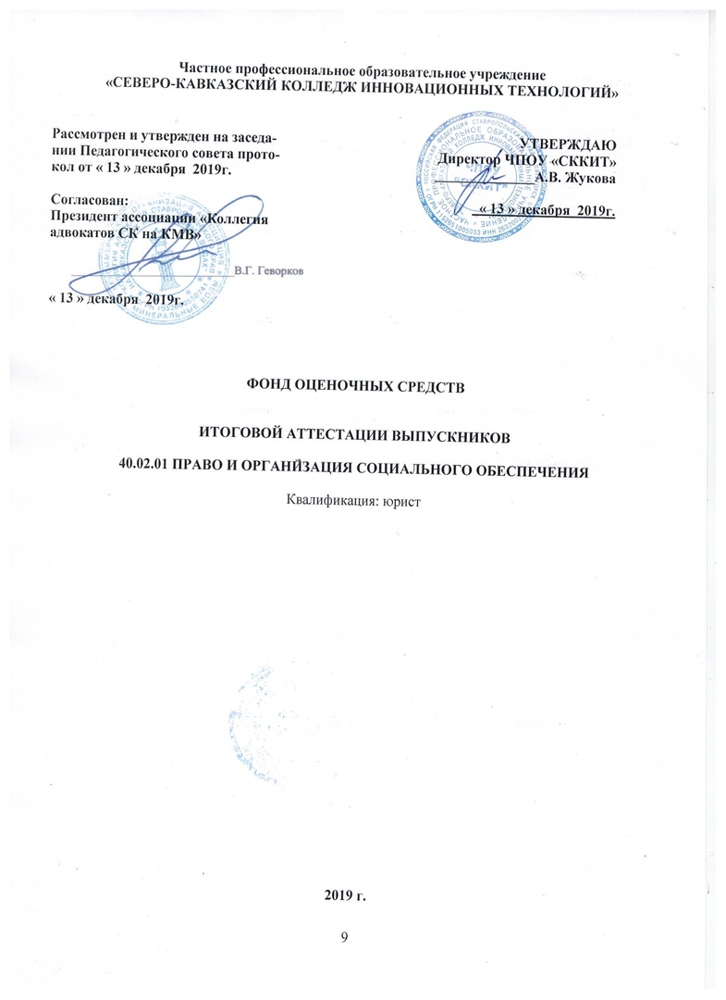 Частное профессиональное образовательное учреждение
«СЕВЕРО-КАВКАЗСКИЙ КОЛЛЕДЖ ИННОВАЦИОННЫХ ТЕХНОЛОГИЙ»
Рассмотрен и утвержден на заседа-
нии Педагогического совета прото-
кол от « 13 » декабря 2019г.
Согласован:
Президент ассоциации «Коллегия
адвокатов СК на КМВ»
В.Г. Геворков
« 13 » декабря 2019г.
УТВЕРЖДАЮ
Директор ЧПОУ «СККИТ»
А.В. Жукова
« 13 » декабря 2019г.
ЧПОУ
"СККИТ"
ФОНД ОЦЕНОЧНЫХ СРЕДСТВ
ИТОГОВОЙ АТТЕСТАЦИИ ВЫПУСКНИКОВ
40.02.01 ПРАВО И ОРГАНИЗАЦИЯ СОЦИАЛЬНОГО ОБЕСПЕЧЕНИЯ
Квалификация: юрист
2019 г.
9